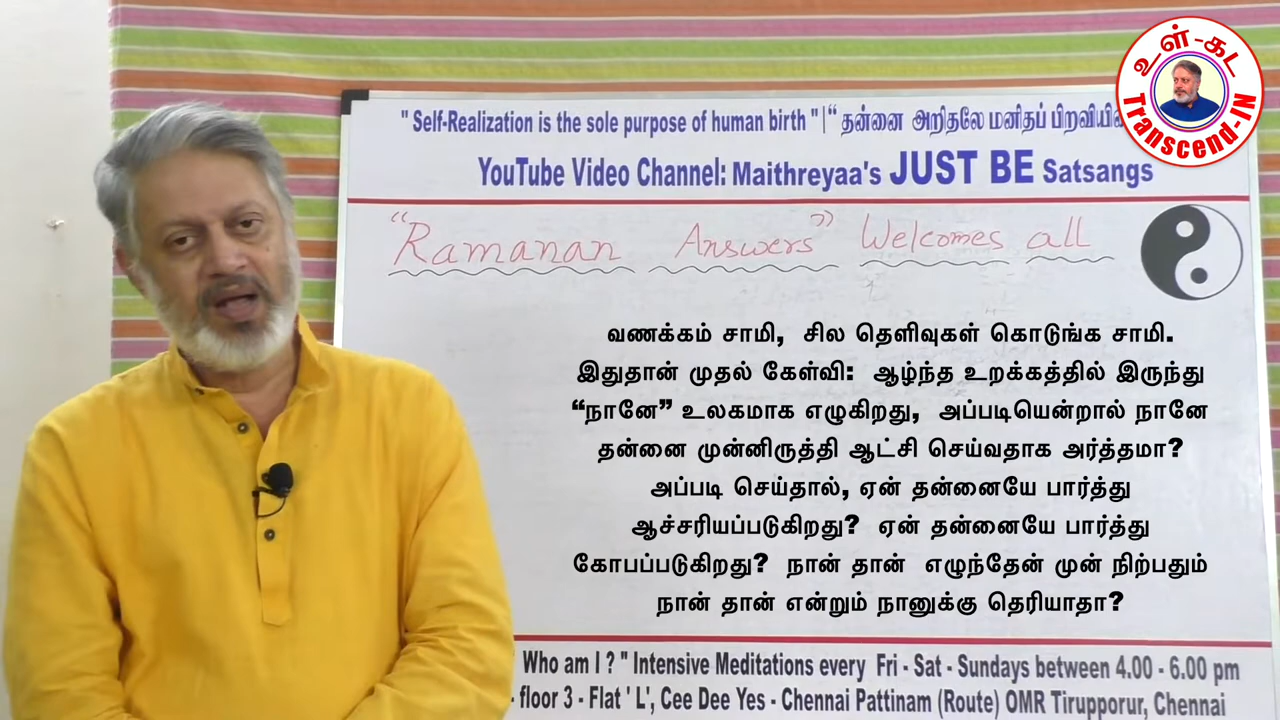 உள்-கட
Transcend-IN
" Self-Realization is the sole purpose of human birth " | “ தன்னை அறிதலே மனிதப்
YouTube Video Channel: Maithreyaa's JUST BE Satsangs
“Ramanan Answers” Welcomes all
வணக்கம் சாமி, சில தெளிவுகள் கொடுங்க சாமி.
இதுதான் முதல் கேள்வி: ஆழ்ந்த உறக்கத்தில் இருந்து
“நானே” உலகமாக எழுகிறது, அப்படியென்றால் நானே
தன்னை முன்னிருத்தி ஆட்சி செய்வதாக அர்த்தமா?
அப்படி செய்தால், ஏன் தன்னையே பார்த்து
ஆச்சரியப்படுகிறது? ஏன் தன்னையே பார்த்து
கோபப்படுகிறது? நான் தான் எழுந்தேன் முன் நிற்பதும்
நான் தான் என்றும் நானுக்கு தெரியாதா?
Who am I ? " Intensive Meditations every Fri - Sat - Sundays between 4.00 - 6.00 pm
- floor 3 - Flat ' L', Cee Dee Yes - Chennai Pattinam (Route) OMR Tirupporur, Chennai